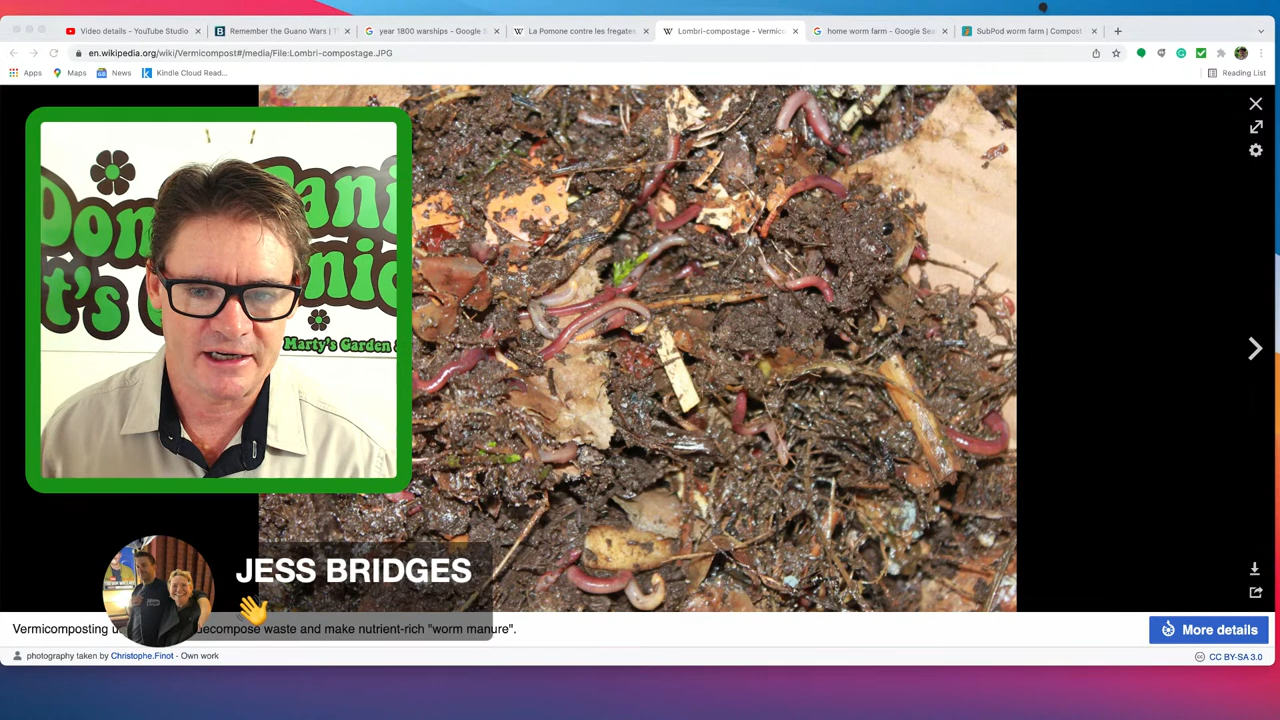 Video details - YouTube Studio
Remember the Guano Wars | T
year 1800 warships - Google S
La Pomone contre les fregates
Lombri-compostage - Vermic
home worm farm - Google Sea
SubPod worm farm | Compost
en.wikipedia.org/wiki/Vermicompost#/media/File:Lombri-compostage.JPG
Apps
Maps
News
Kindle Cloud Read...
Reading List
Don
ani
t's
nic
Marty's Garden
JESS BRIDGES
👋
Vermicomposting u
decompose waste and make nutrient-rich "worm manure".
More details
photography taken by Christophe.Finot - Own work
CC BY-SA 3.0